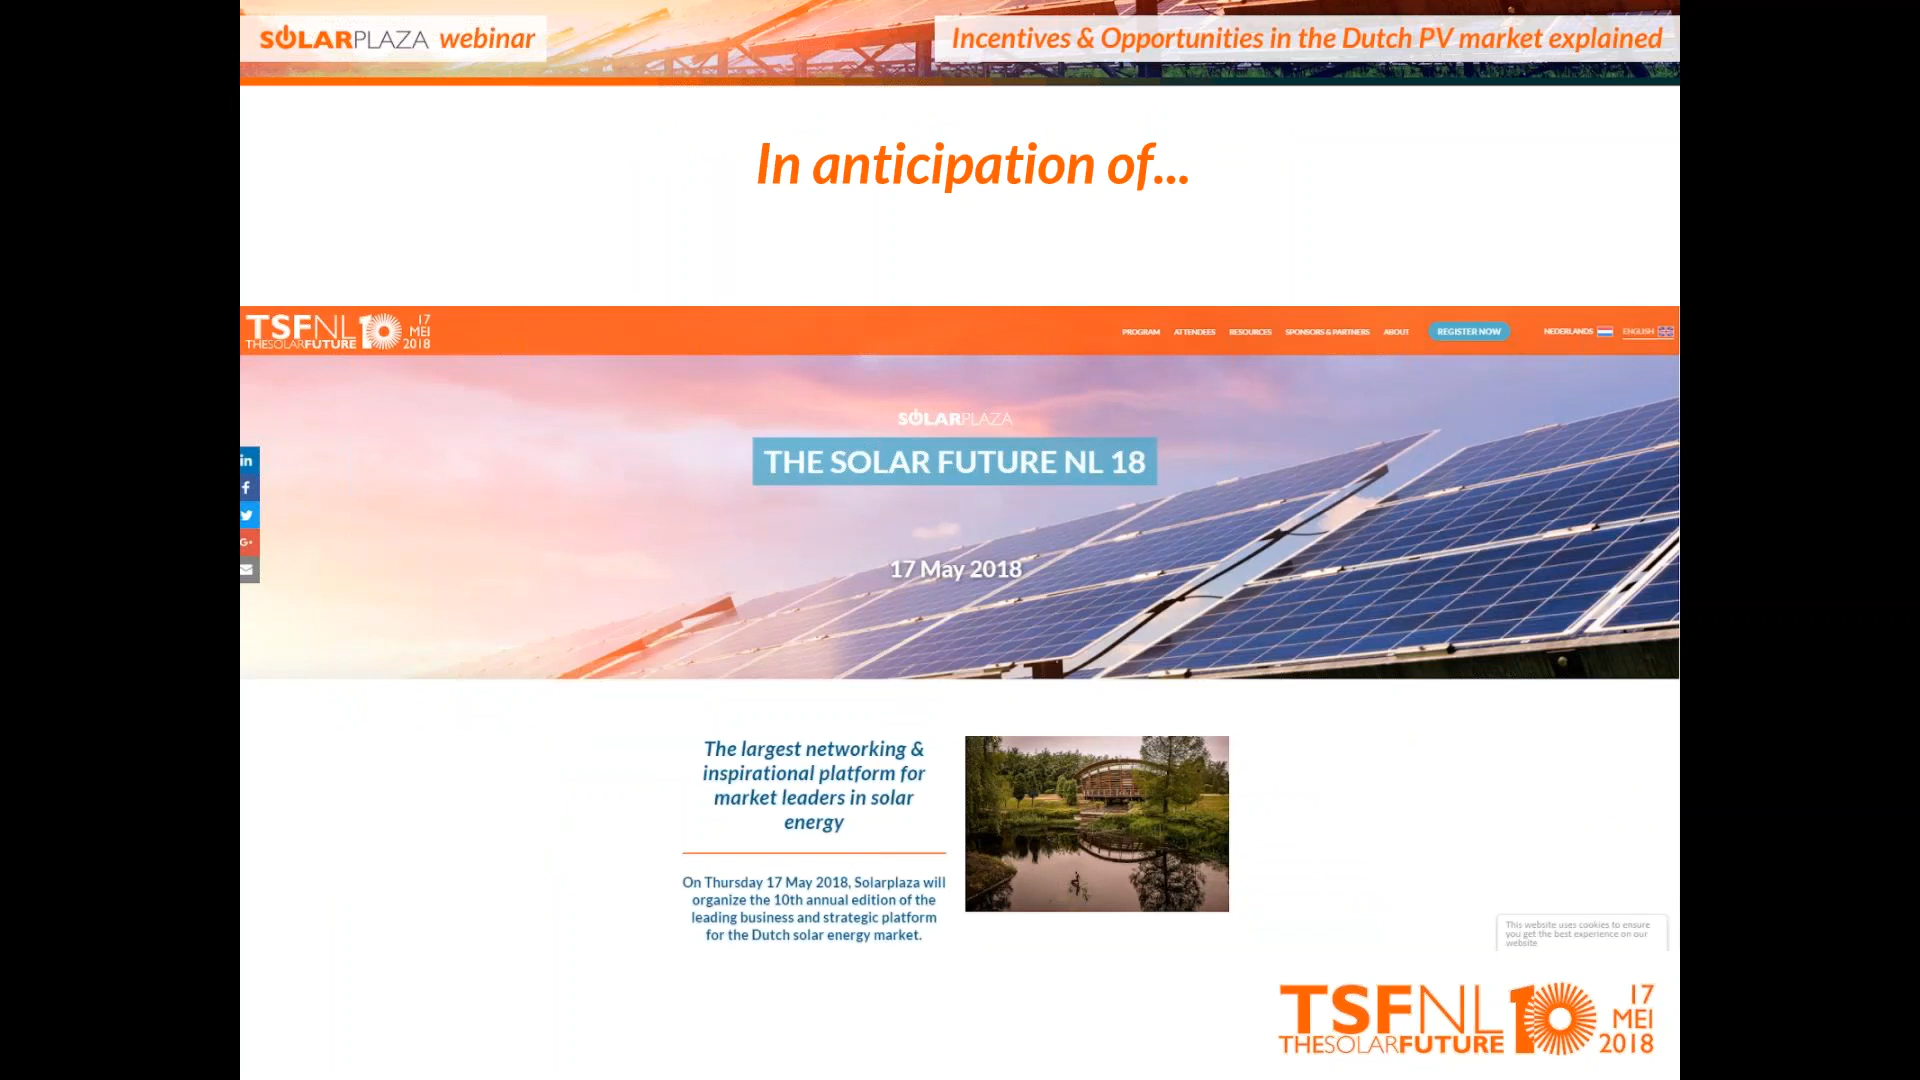 SOLARPLAZA webinar
Incentives & Opportunities in the Dutch PV market explained
In anticipation of...
TSFNL10
THESOLARFUTURE
17
MEI
2018
PROGRAM ATTENDEES RESOURCES SPONSORS & PARTNERS ABOUT REGISTER NOW NEDERLANDS ENGLISH
SOLARPLAZA
THE SOLAR FUTURE NL 18
in
f
G+
17 May 2018
The largest networking &
inspirational platform for
market leaders in solar
energy
On Thursday 17 May 2018, Solarplaza will
organize the 10th annual edition of the
leading business and strategic platform
for the Dutch solar energy market.
This website uses cookies to ensure
you get the best experience on our
website
TSFNL10
THESOLARFUTURE
17
MEI
2018